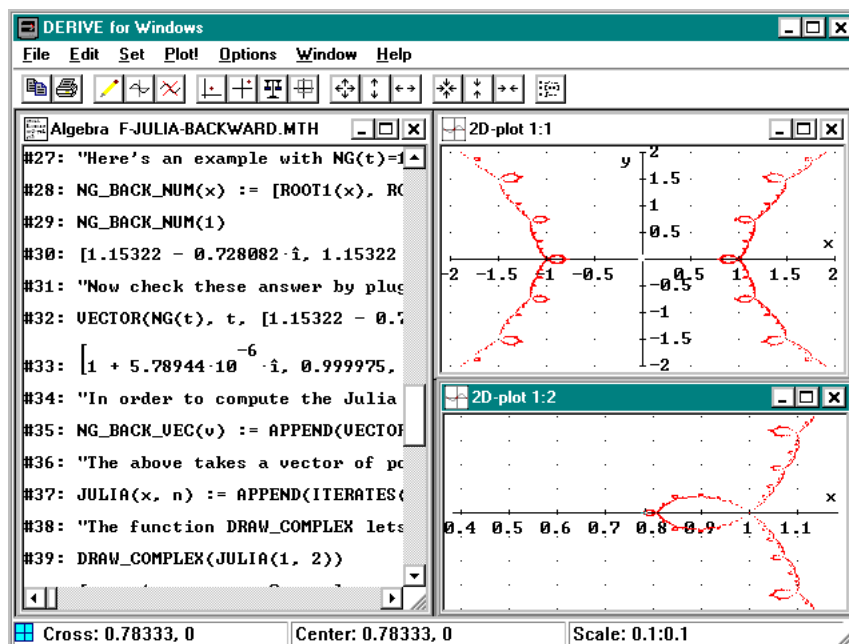 DERIVE for Windows
File Edit Set Plot! Options Window Help
Algebra F-JULIA-BACKWARD.MTH
#27: "Here's an example with NG(t)=1
#28: NG_BACK_NUM(x) := [ROOT1(x), RO
#29: NG_BACK_NUM(1)
#30: [1.15322 - 0.728082·î, 1.15322
#31: "Now check these answer by plug
#32: VECTOR(NG(t), t, [1.15322 - 0.7
#33: [1 + 5.78944·10^-6·î, 0.999975,
#34: "In order to compute the Julia
#35: NG_BACK_VEC(v) := APPEND(VECTOR
#36: "The above takes a vector of po
#37: JULIA(x, n) := APPEND(ITERATES(
#38: "The function DRAW_COMPLEX lets
#39: DRAW_COMPLEX(JULIA(1, 2))
2D-plot 1:1
y 2
1.5
1
0.5
x
-2 -1.5 -1 -0.5 0.5 1 1.5 2
-0.5
-1
-1.5
-2
2D-plot 1:2
x
0.4 0.5 0.6 0.7 0.8 0.9 1 1.1
Cross: 0.78333, 0 Center: 0.78333, 0 Scale: 0.1:0.1